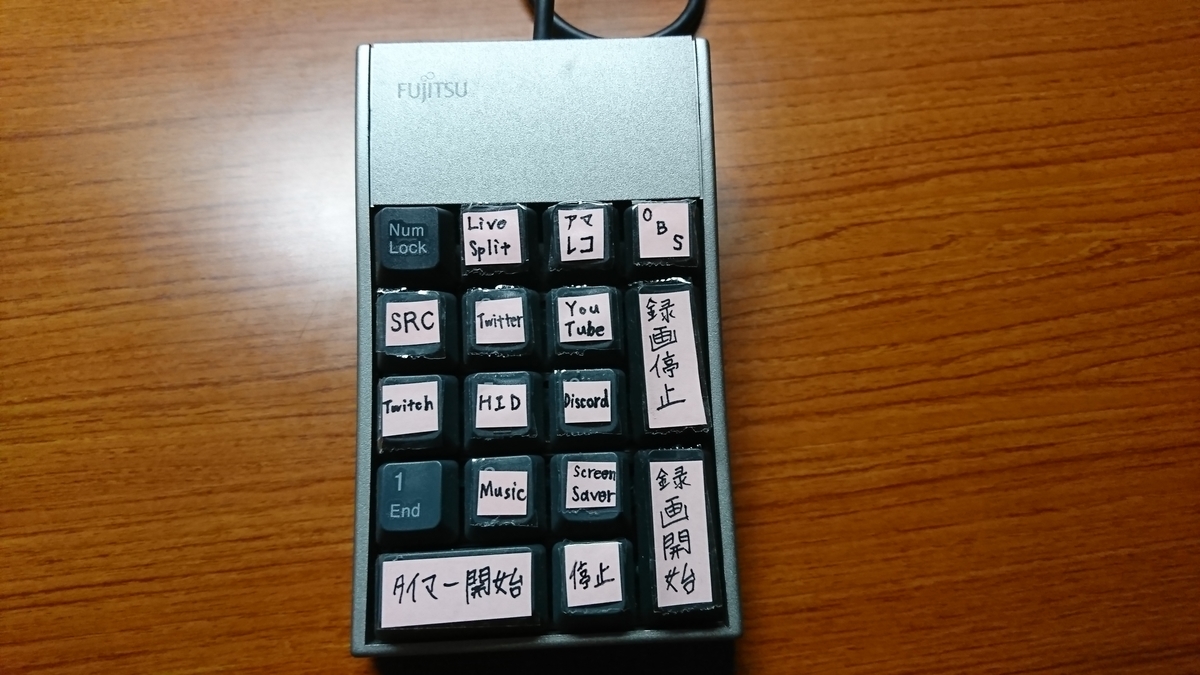 FUJITSU
Num
Lock
Live
Split
アマ
レコ
OBS
SRC
Twitter
You
Tube
録画停止
Twitch
HID
Discord
1
End
Music
Screen
Saver
録画開始
タイマー開始
停止